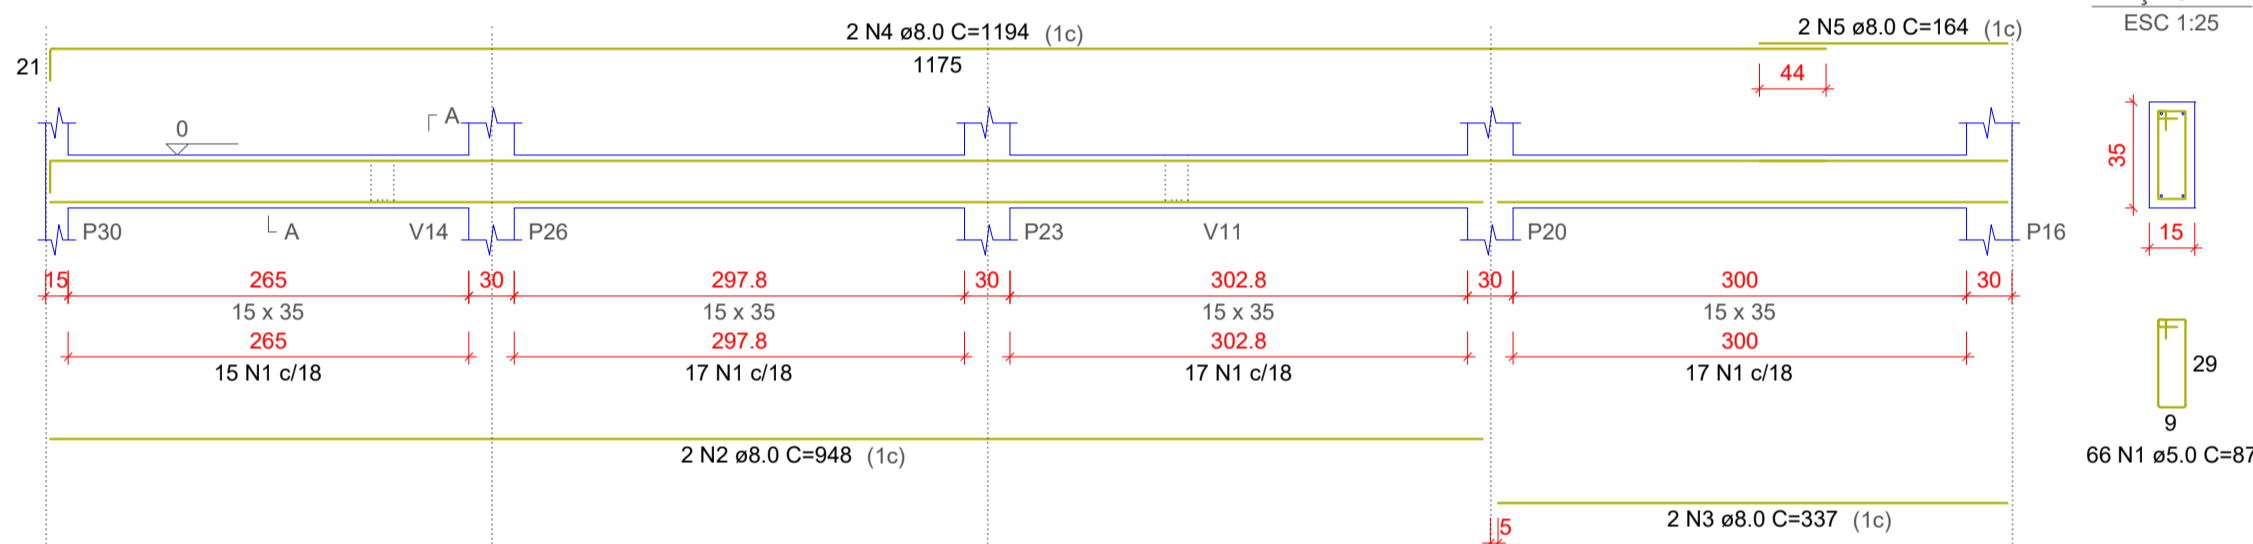 2 N4 ø8.0 C=1194 (1c)
2 N5 ø8.0 C=164 (1c)
ESC 1:25
21
1175
44
0
A
35
A
P30
V14
P26
P23
V11
P20
P16
15
15
265
30
297.8
30
302.8
30
300
30
15 x 35
15 x 35
15 x 35
15 x 35
265
297.8
302.8
300
15 N1 c/18
17 N1 c/18
17 N1 c/18
17 N1 c/18
29
9
66 N1 ø5.0 C=87
2 N2 ø8.0 C=948 (1c)
2 N3 ø8.0 C=337 (1c)
5